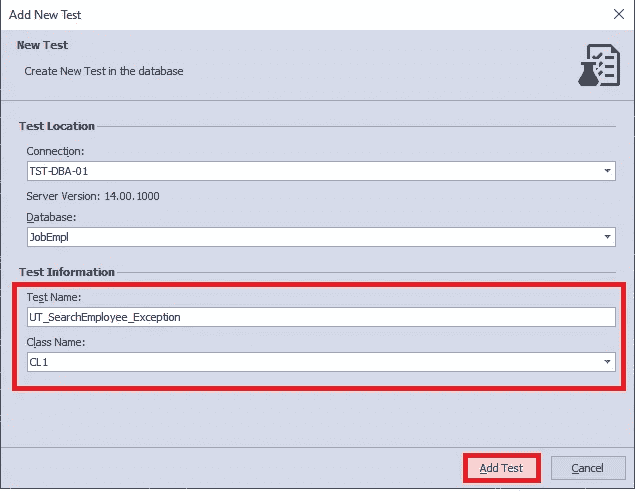 Add New Test
New Test
Create New Test in the database
Test Location
Connection:
TST-DBA-01
Server Version: 14.00.1000
Database:
JobEmpl
Test Information
Test Name:
UT_SearchEmployee_Exception
Class Name:
CL1
Add Test
Cancel